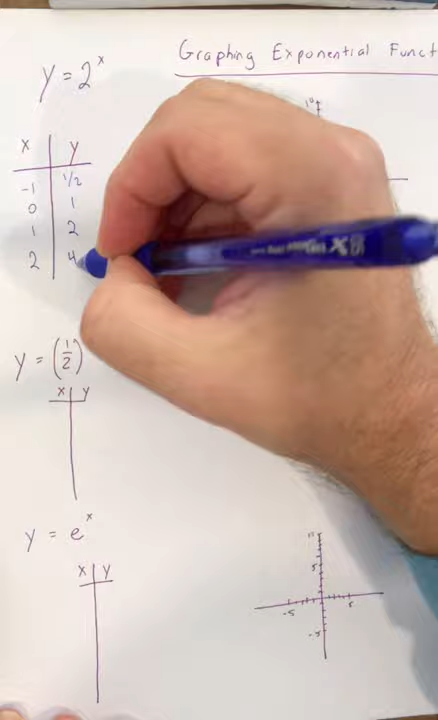 Graphing Exponential Funct
y = 2^x
x y
-1 1/2
0 1
1 2
2 4
10
y = (1/2)
x y
y = e^x
x y
5
-5 5
-5